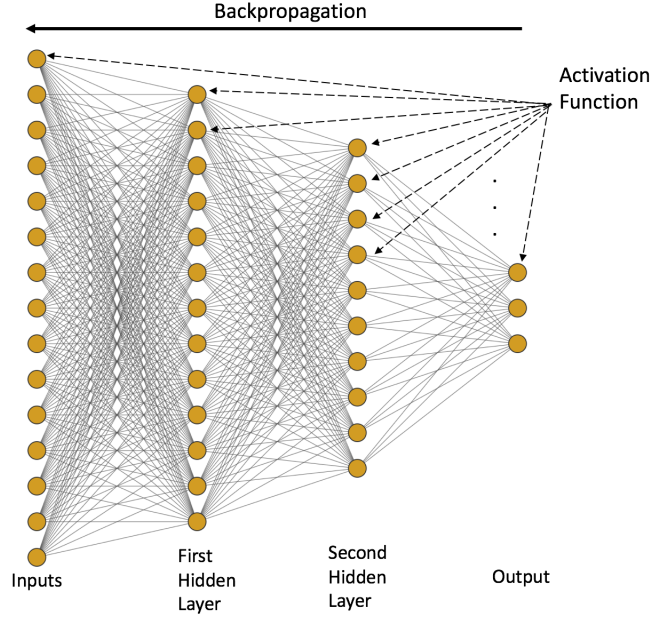 Backpropagation
Activation
Function
Inputs
First
Hidden
Layer
Second
Hidden
Layer
Output